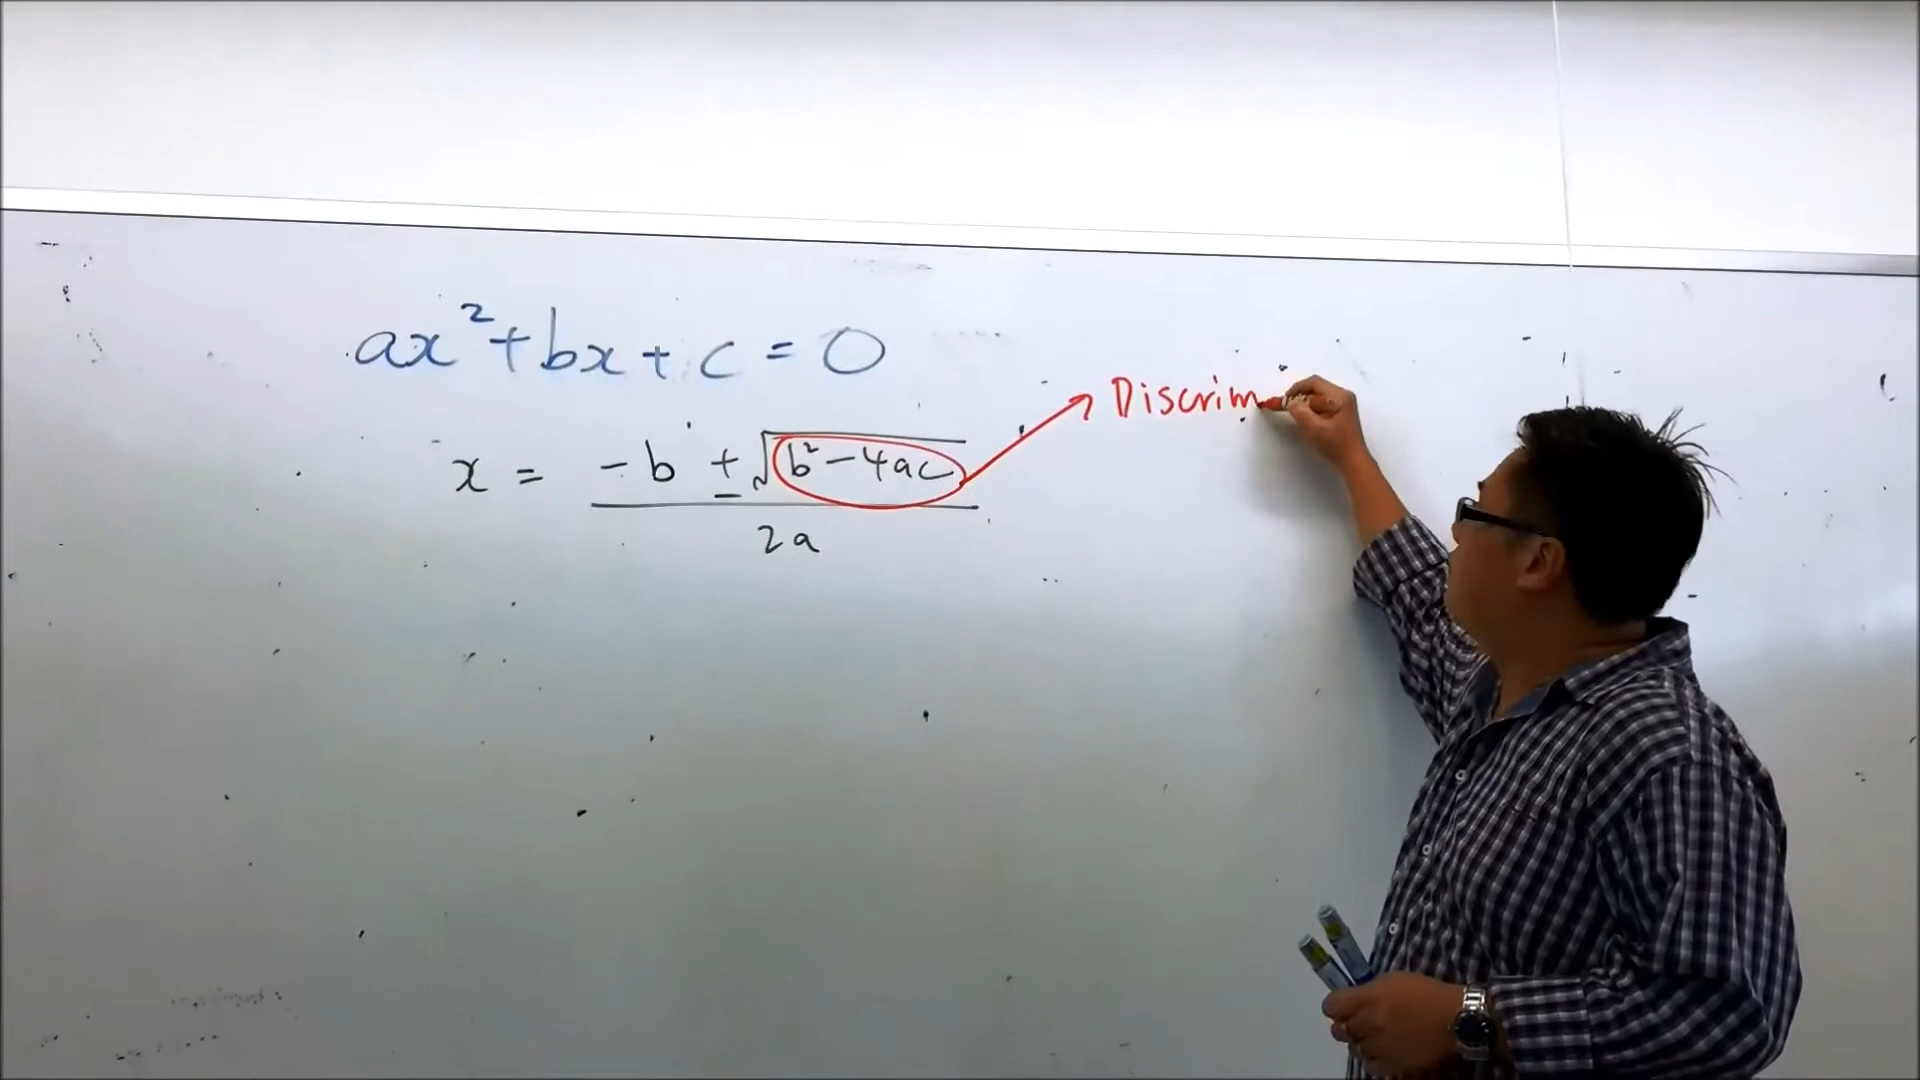 ax² + bx + c = 0
Discrim
x = -b ± √b² - 4ac
2a